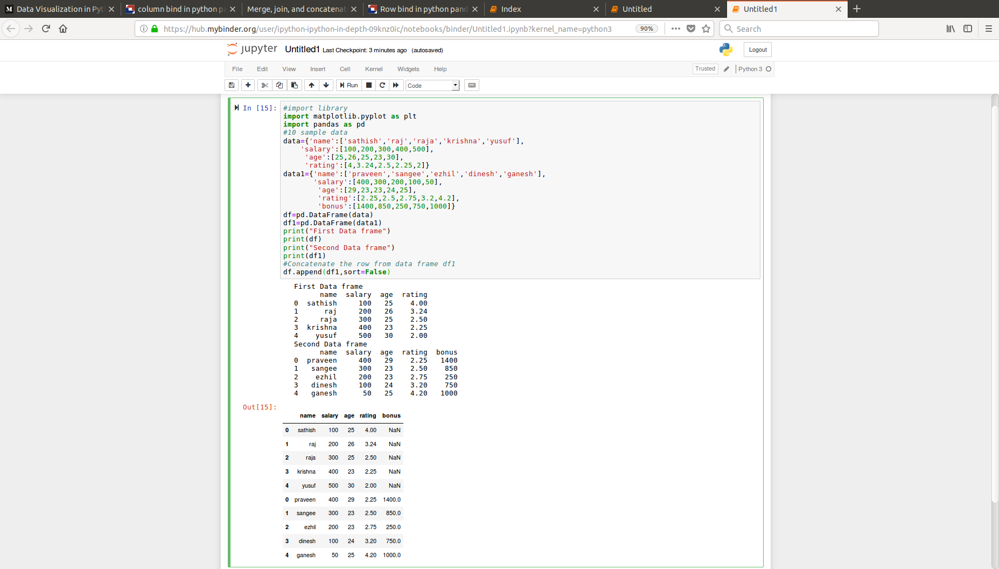 Data Visualization in Pyt
column bind in python pa
Merge, join, and concatenat
Row bind in python pand
Index
Untitled
Untitled1
https://hub.mybinder.org/user/ipython-ipython-in-depth-09knz0ic/notebooks/binder/Untitled1.ipynb?kernel_name=python3
90%
Search
jupyter Untitled1 Last Checkpoint: 3 minutes ago (autosaved)
Logout
File Edit View Insert Cell Kernel Widgets Help
Trusted Python 3
Run Code
In [15]:
#import library
import matplotlib.pyplot as plt
import pandas as pd
#10 sample data
data={'name':['sathish','raj','raja','krishna','yusuf'],
'salary':[100,200,300,400,500],
'age':[25,26,25,23,30],
'rating':[4,3.24,2.5,2.25,2]}
data1={'name':['praveen','sangee','ezhil','dinesh','ganesh'],
'salary':[400,300,200,100,50],
'age':[29,23,23,24,25],
'rating':[2.25,2.5,2.75,3.2,4.2],
'bonus':[1400,850,250,750,1000]}
df=pd.DataFrame(data)
df1=pd.DataFrame(data1)
print("First Data frame")
print(df)
print("Second Data frame")
print(df1)
#Concatenate the row from data frame df1
df.append(df1,sort=False)
First Data frame
name salary age rating
0 sathish 100 25 4.00
1 raj 200 26 3.24
2 raja 300 25 2.50
3 krishna 400 23 2.25
4 yusuf 500 30 2.00
Second Data frame
name salary age rating bonus
0 praveen 400 29 2.25 1400
1 sangee 300 23 2.50 850
2 ezhil 200 23 2.75 250
3 dinesh 100 24 3.20 750
4 ganesh 50 25 4.20 1000
Out[15]:
name salary age rating bonus
0 sathish 100 25 4.00 NaN
1 raj 200 26 3.24 NaN
2 raja 300 25 2.50 NaN
3 krishna 400 23 2.25 NaN
4 yusuf 500 30 2.00 NaN
0 praveen 400 29 2.25 1400.0
1 sangee 300 23 2.50 850.0
2 ezhil 200 23 2.75 250.0
3 dinesh 100 24 3.20 750.0
4 ganesh 50 25 4.20 1000.0